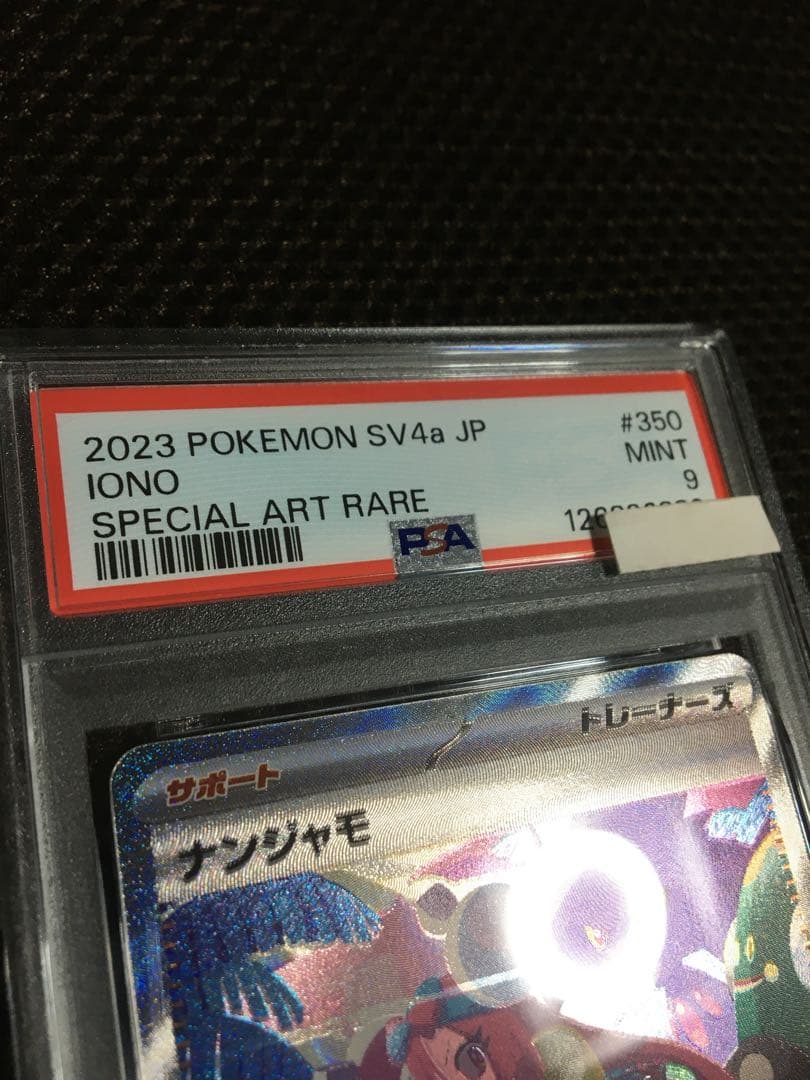 2023 POKEMON SV4a JP
IONO
SPECIAL ART RARE
#350
MINT
9
PSA
トレーナーズ
サポート
ナンジャモ